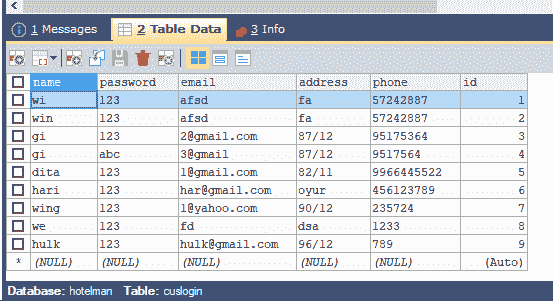 1 Messages 2 Table Data 3 Info
name password email address phone id
wi 123 afsd fa 57242887 1
win 123 afsd fa 57242887 2
gi 123 2@gmail.com 87/12 95175364 3
gi abc 3@gmail 87/12 9517564 4
dita 123 1@gmail.com 82/11 9966445522 5
hari 123 har@gmail.com oyur 456123789 6
wing 123 1@yahoo.com 90/12 235724 7
we 123 fd dsa 1233 8
hulk 123 hulk@gmail.com 96/12 789 9
* (NULL) (NULL) (NULL) (NULL) (NULL) (Auto)
Database: hotelman Table: cuslogin